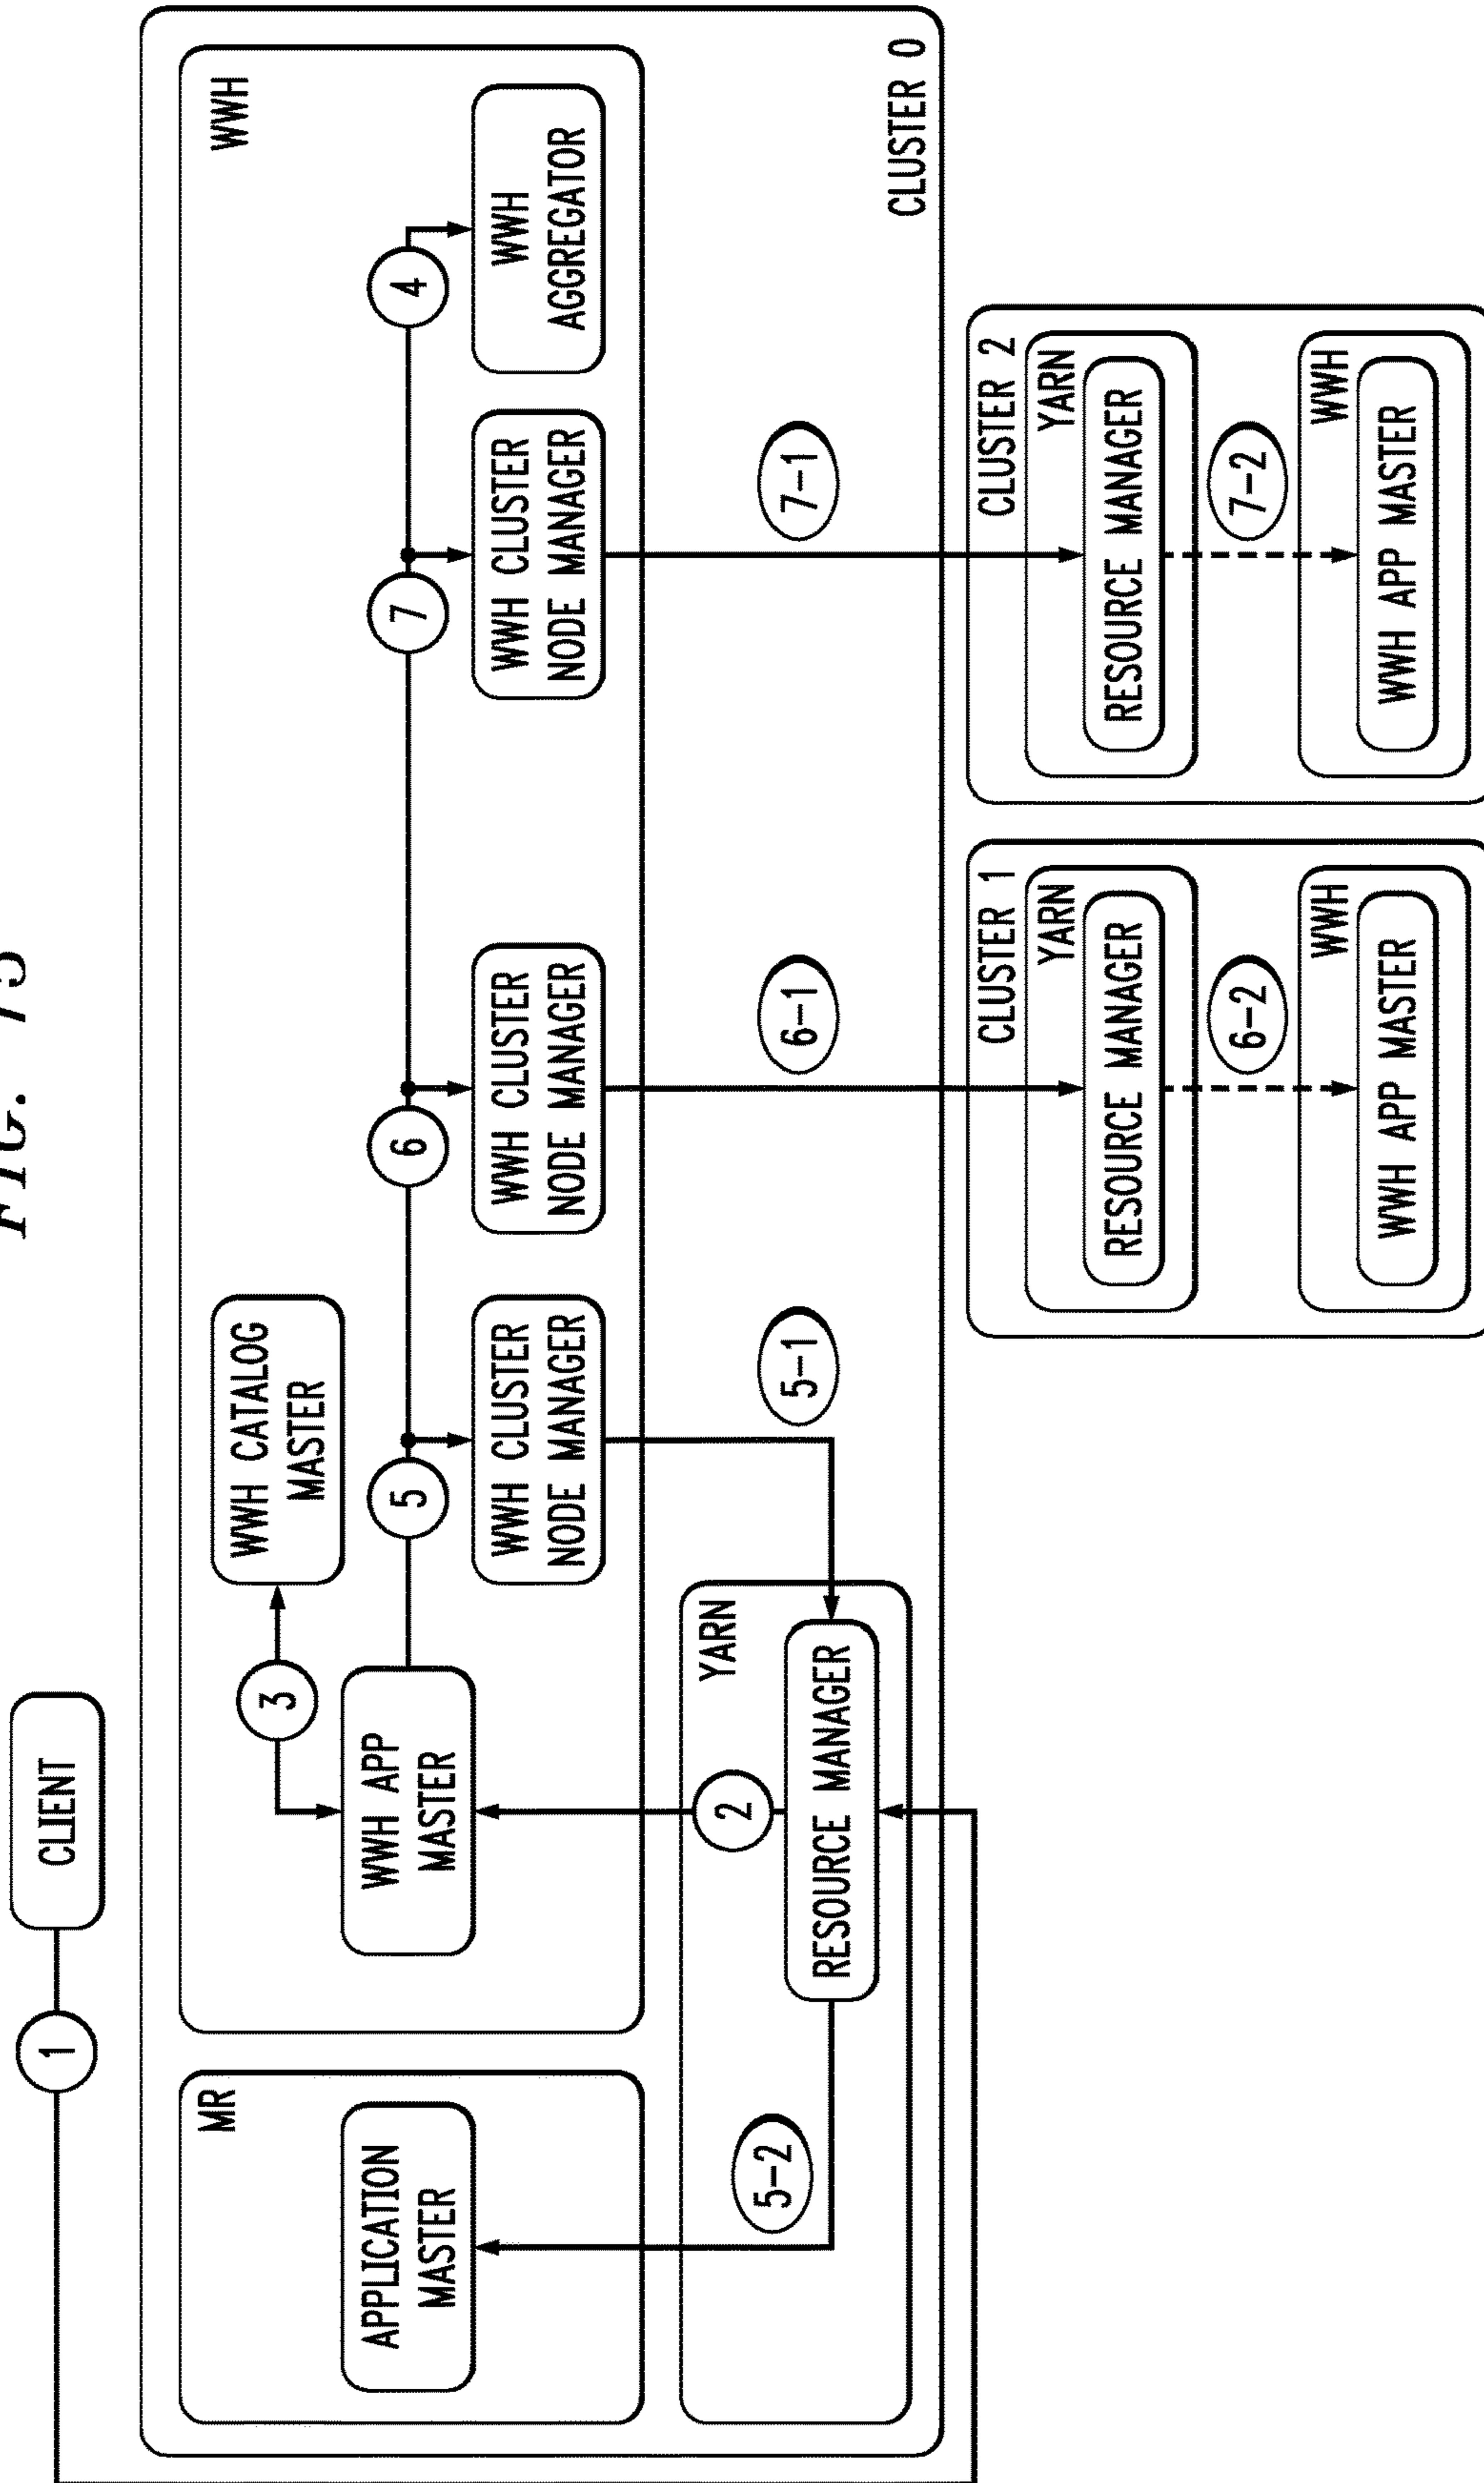 FIG.
CLIENT
1
MR
APPLICATION
MASTER
WWH
WWH CATALOG
MASTER
3
WWH APP
MASTER
5
6
7
4
WWH CLUSTER
NODE MANAGER
WWH CLUSTER
NODE MANAGER
WWH CLUSTER
NODE MANAGER
WWH
AGGREGATOR
YARN
2
RESOURCE MANAGER
5-2
5-1
6-1
7-1
CLUSTER 0
CLUSTER 1
YARN
RESOURCE MANAGER
6-2
WWH
WWH APP MASTER
CLUSTER 2
YARN
RESOURCE MANAGER
7-2
WWH
WWH APP MASTER